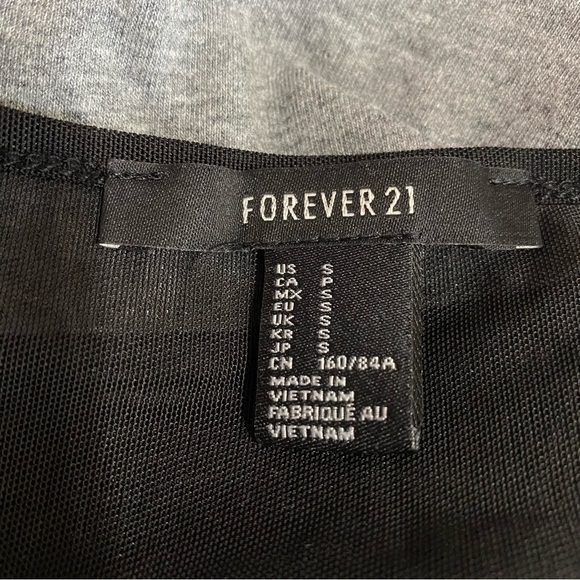 FOREVER 21
US S
CA P
MX S
EU S
UK S
KR S
JP S
CN 160/84A
MADE IN
VIETNAM
FABRIQUÉ AU
VIETNAM